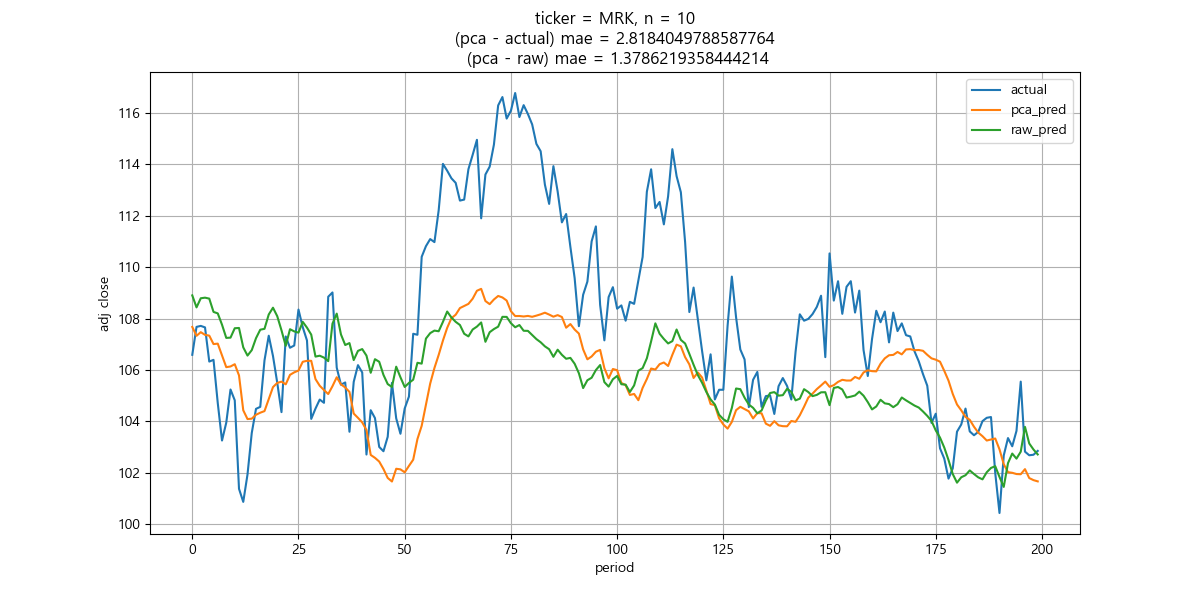 ticker = MRK, n = 10
(pca - actual) mae = 2.8184049788587764
(pca - raw) mae = 1.3786219358444214
actual
pca_pred
raw_pred
116
114
112
110
108
106
104
102
100
adj close
0
25
50
75
100
125
150
175
200
period